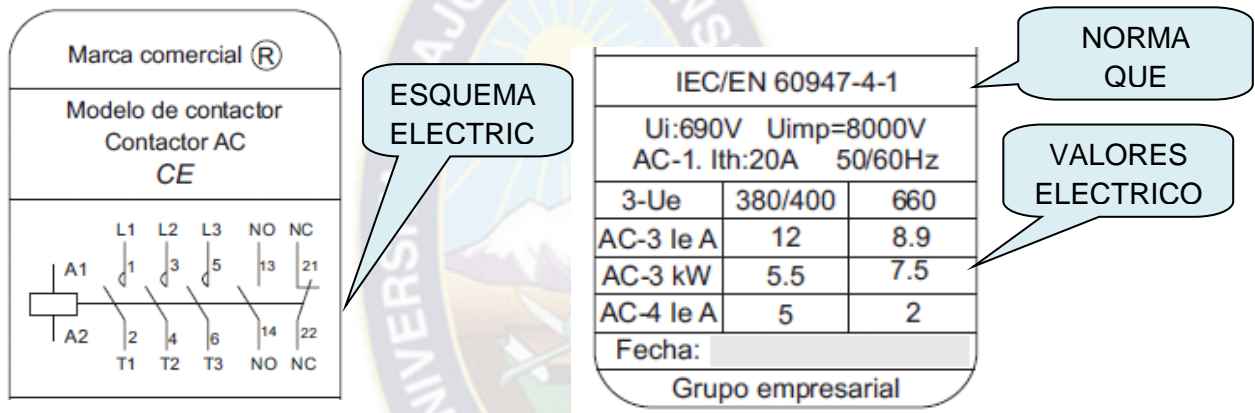 Marca comercial ®
Modelo de contactor
Contactor AC
CE
L1 L2 L3 NO NC
A1 1 3 5 13 21
A2 2 4 6 14 22
T1 T2 T3 NO NC
ESQUEMA
ELECTRIC
IEC/EN 60947-4-1
Ui:690V Uimp=8000V
AC-1. Ith:20A 50/60Hz
3-Ue 380/400 660
AC-3 Ie A 12 8.9
AC-3 kW 5.5 7.5
AC-4 Ie A 5 2
Fecha:
Grupo empresarial
NORMA
QUE
VALORES
ELECTRICO